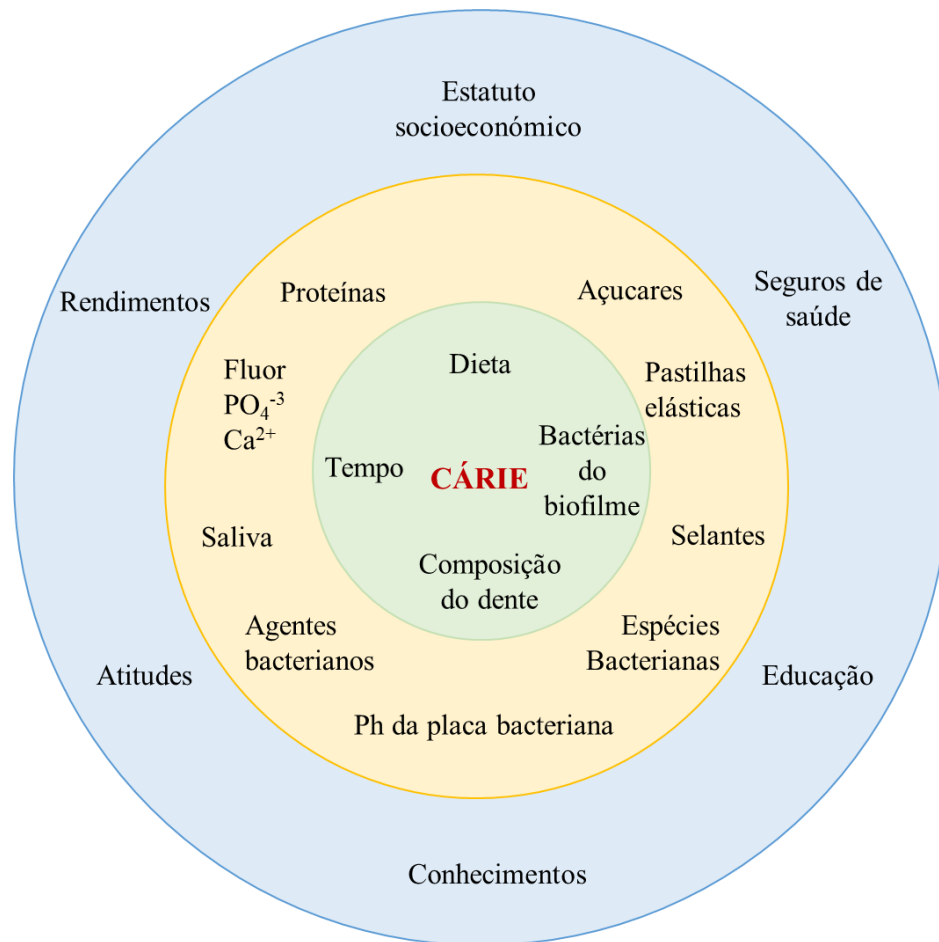 Estatuto
socioeconómico
Rendimentos
Proteínas
Açucares
Seguros de
saúde
Fluor
PO₄⁻³
Ca²⁺
Dieta
Pastilhas
elásticas
Tempo
CÁRIE
Bactérias
do
biofilme
Saliva
Selantes
Composição
do dente
Agentes
bacterianos
Espécies
Bacterianas
Atitudes
Educação
Ph da placa bacteriana
Conhecimentos